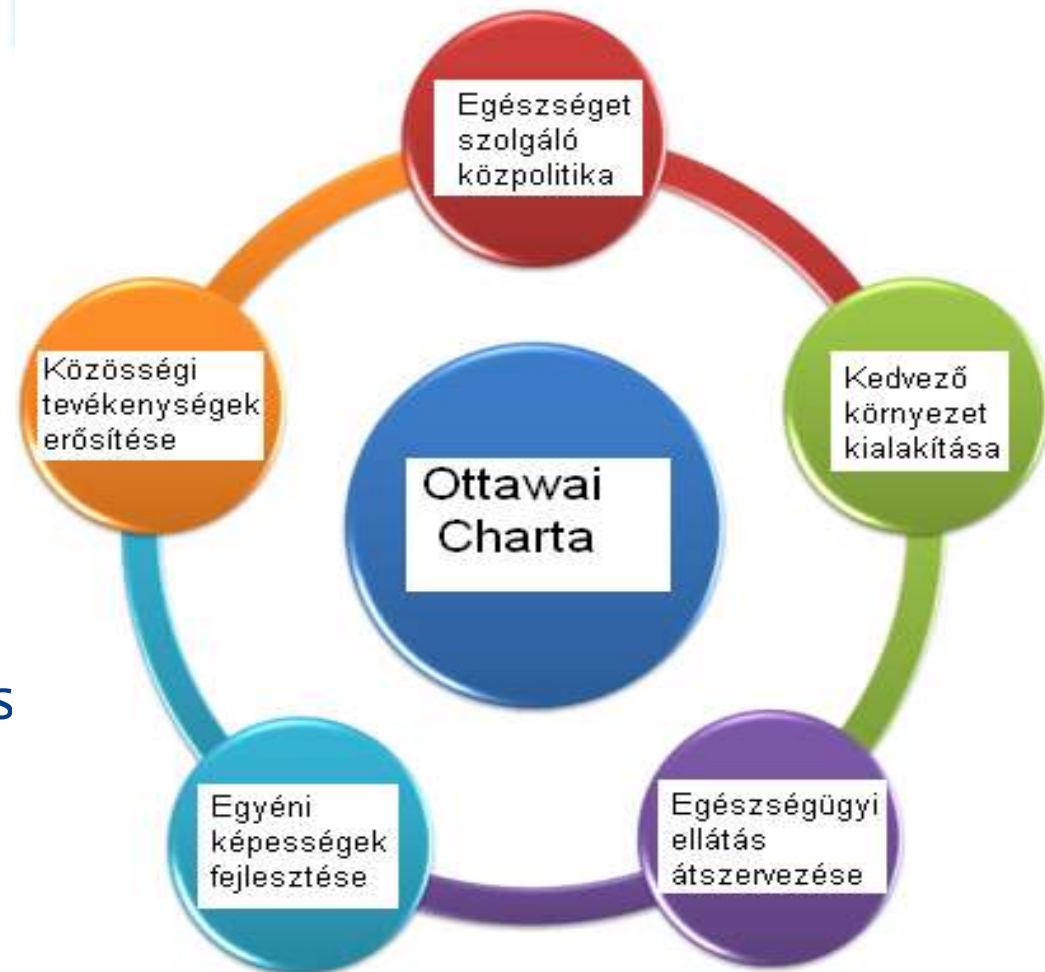 Egészséget
szolgáló
közpolitika
Közösségi
tevékenységek
erősítése
Kedvező
környezet
kialakítása
Ottawai
Charta
s
Egyéni
képességek
fejlesztése
Egészségügyi
ellátás
átszervezése